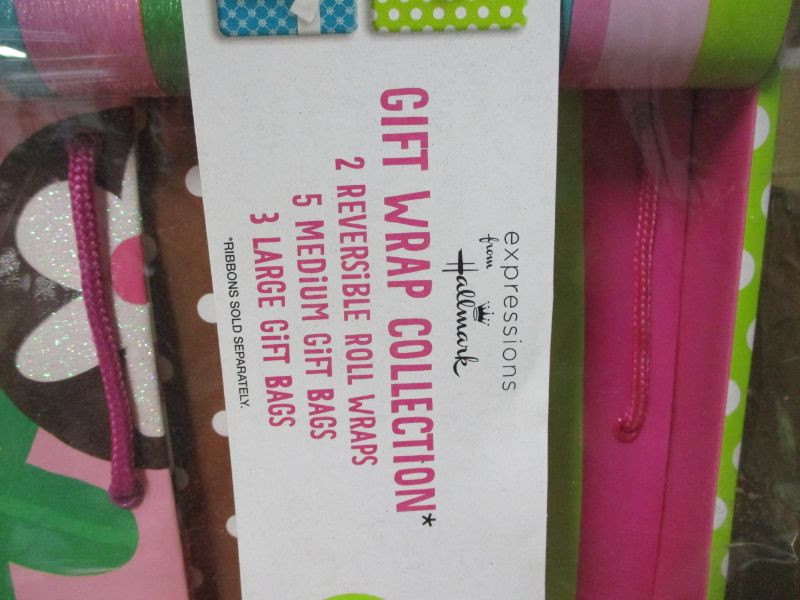 expressions
from
Hallmark
GIFT WRAP COLLECTION*
2 REVERSiBLE ROLL WRAPS
5 MEDiUM GiFT BAGS
3 LARGE GiFT BAGS
*RIBBONS SOLD SEPARATELY.